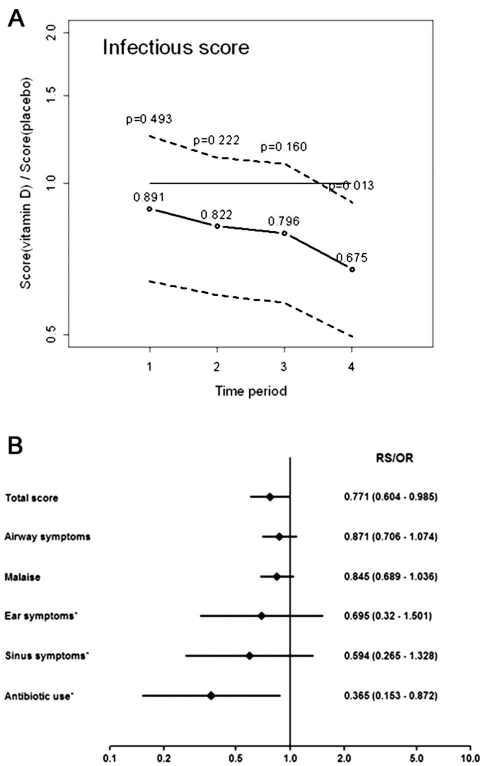 A
Infectious score
Score(vitamin D) / Score(placebo)
2.0
1.5
1.0
0.5
p=0 493
p=0 222
p=0 160
p=0 013
0 891
0 822
0 796
0 675
1 2 3 4
Time period
B
RS/OR
Total score 0.771 (0.604 - 0.985)
Airway symptoms 0.871 (0.706 - 1.074)
Malaise 0.845 (0.689 - 1.036)
Ear symptoms* 0.695 (0.32 - 1.501)
Sinus symptoms* 0.594 (0.265 - 1.328)
Antibiotic use* 0.365 (0.153 - 0.872)
0.1 0.2 0.5 1.0 2.0 5.0 10.0